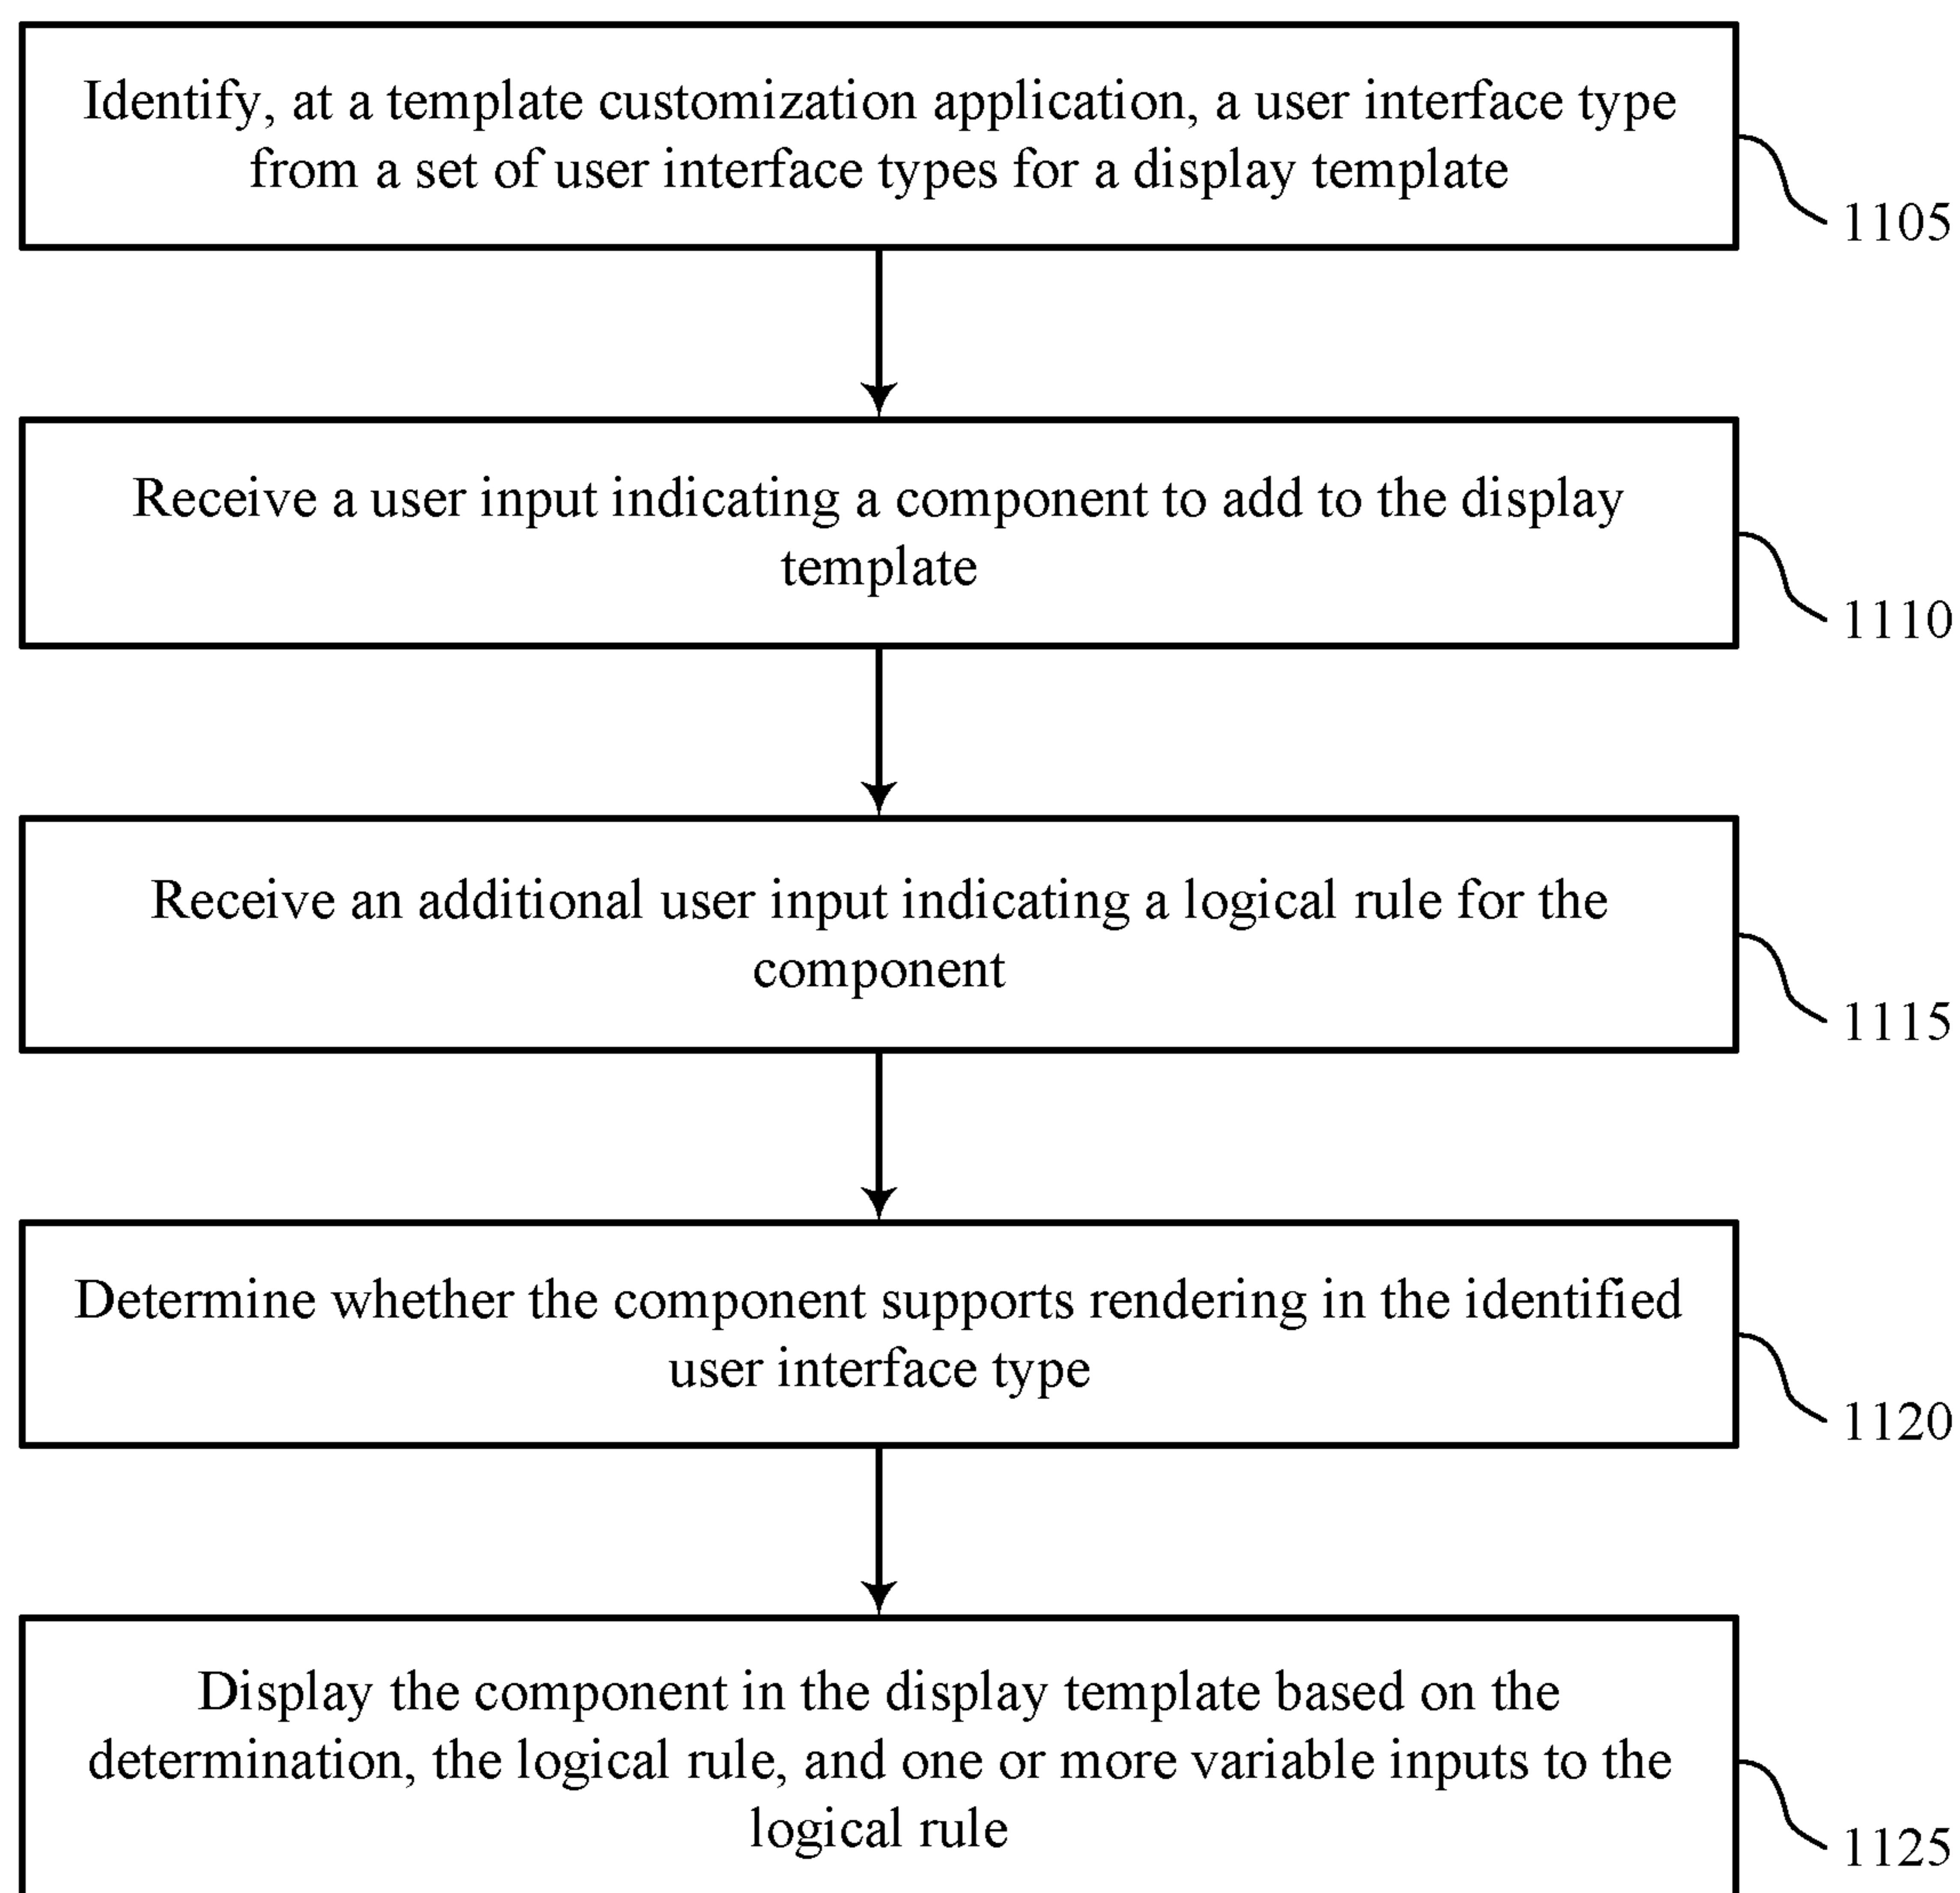 Identify, at a template customization application, a user interface type
from a set of user interface types for a display template
1105
Receive a user input indicating a component to add to the display
template
1110
Receive an additional user input indicating a logical rule for the
component
1115
Determine whether the component supports rendering in the identified
user interface type
1120
Display the component in the display template based on the
determination, the logical rule, and one or more variable inputs to the
logical rule
1125